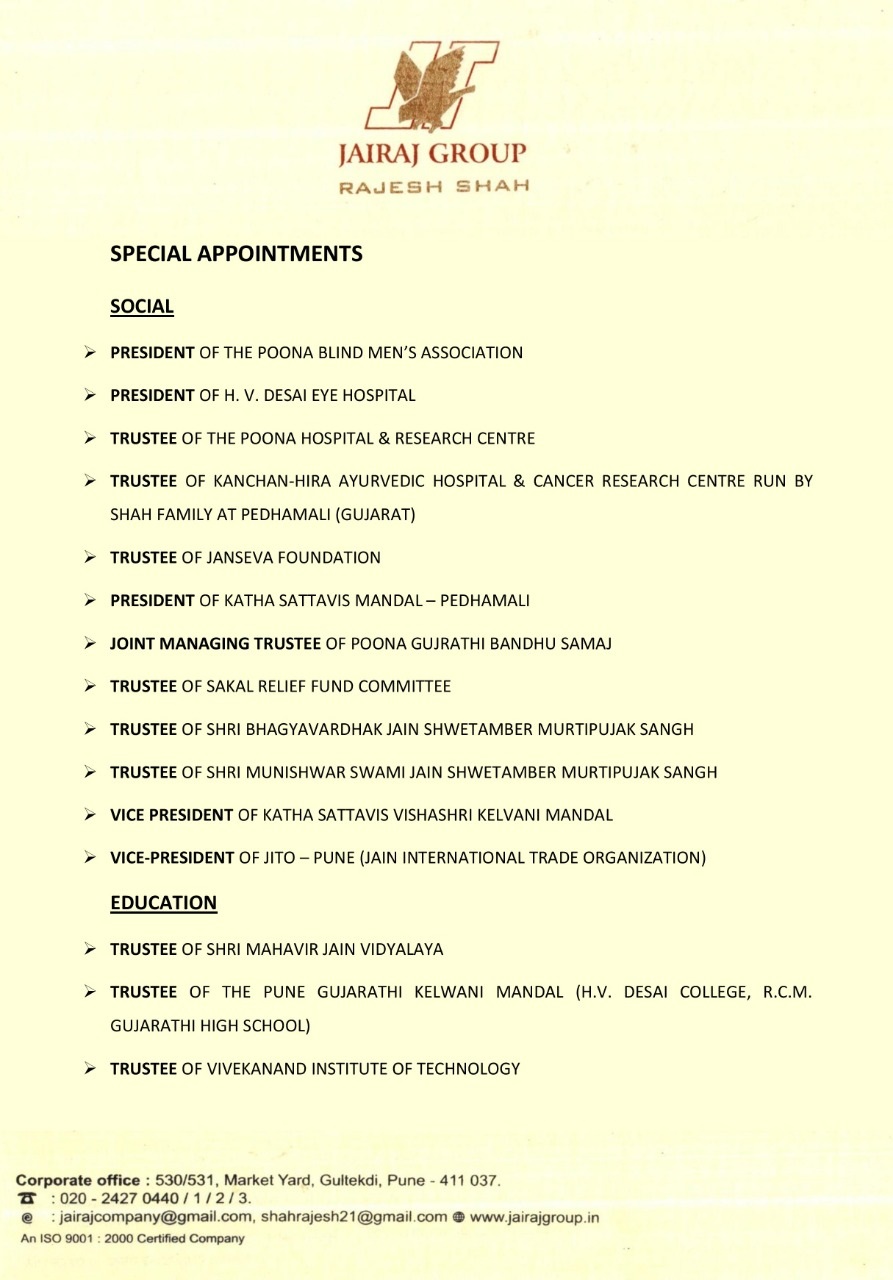 JAIRAJ GROUP
RAJESH SHAH
SPECIAL APPOINTMENTS
SOCIAL
➢ PRESIDENT OF THE POONA BLIND MEN’S ASSOCIATION
➢ PRESIDENT OF H. V. DESAI EYE HOSPITAL
➢ TRUSTEE OF THE POONA HOSPITAL & RESEARCH CENTRE
➢ TRUSTEE OF KANCHAN-HIRA AYURVEDIC HOSPITAL & CANCER RESEARCH CENTRE RUN BY
SHAH FAMILY AT PEDHAMALI (GUJARAT)
➢ TRUSTEE OF JANSEVA FOUNDATION
➢ PRESIDENT OF KATHA SATTAVIS MANDAL – PEDHAMALI
➢ JOINT MANAGING TRUSTEE OF POONA GUJRATHI BANDHU SAMAJ
➢ TRUSTEE OF SAKAL RELIEF FUND COMMITTEE
➢ TRUSTEE OF SHRI BHAGYAVARDHAK JAIN SHWETAMBER MURTIPUJAK SANGH
➢ TRUSTEE OF SHRI MUNISHWAR SWAMI JAIN SHWETAMBER MURTIPUJAK SANGH
➢ VICE PRESIDENT OF KATHA SATTAVIS VISHASHRI KELVANI MANDAL
➢ VICE-PRESIDENT OF JITO – PUNE (JAIN INTERNATIONAL TRADE ORGANIZATION)
EDUCATION
➢ TRUSTEE OF SHRI MAHAVIR JAIN VIDYALAYA
➢ TRUSTEE OF THE PUNE GUJARATHI KELWANI MANDAL (H.V. DESAI COLLEGE, R.C.M.
GUJARATHI HIGH SCHOOL)
➢ TRUSTEE OF VIVEKANAND INSTITUTE OF TECHNOLOGY
Corporate office : 530/531, Market Yard, Gultekdi, Pune - 411 037.
☎ : 020 - 2427 0440 / 1 / 2 / 3.
@ : jairajcompany@gmail.com, shahrajesh21@gmail.com 🌐 www.jairajgroup.in
An ISO 9001 : 2000 Certified Company